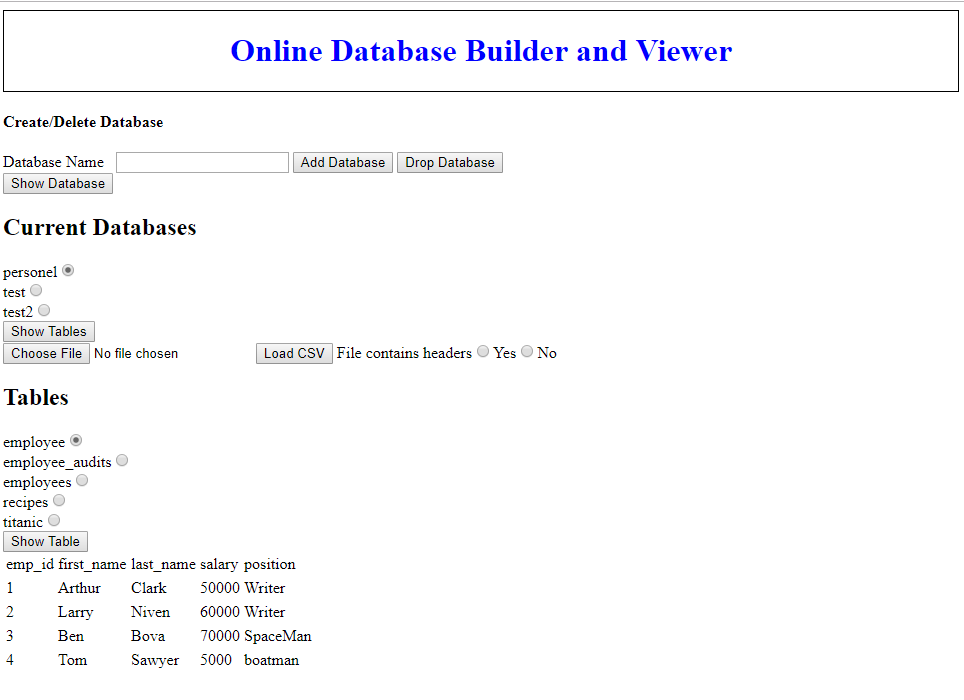 Online Database Builder and Viewer
Create/Delete Database
Database Name Add Database Drop Database
Show Database
Current Databases
personel
test
test2
Show Tables
Choose File No file chosen Load CSV File contains headers Yes No
Tables
employee
employee_audits
employees
recipes
titanic
Show Table
emp_id first_name last_name salary position
1 Arthur Clark 50000 Writer
2 Larry Niven 60000 Writer
3 Ben Bova 70000 SpaceMan
4 Tom Sawyer 5000 boatman